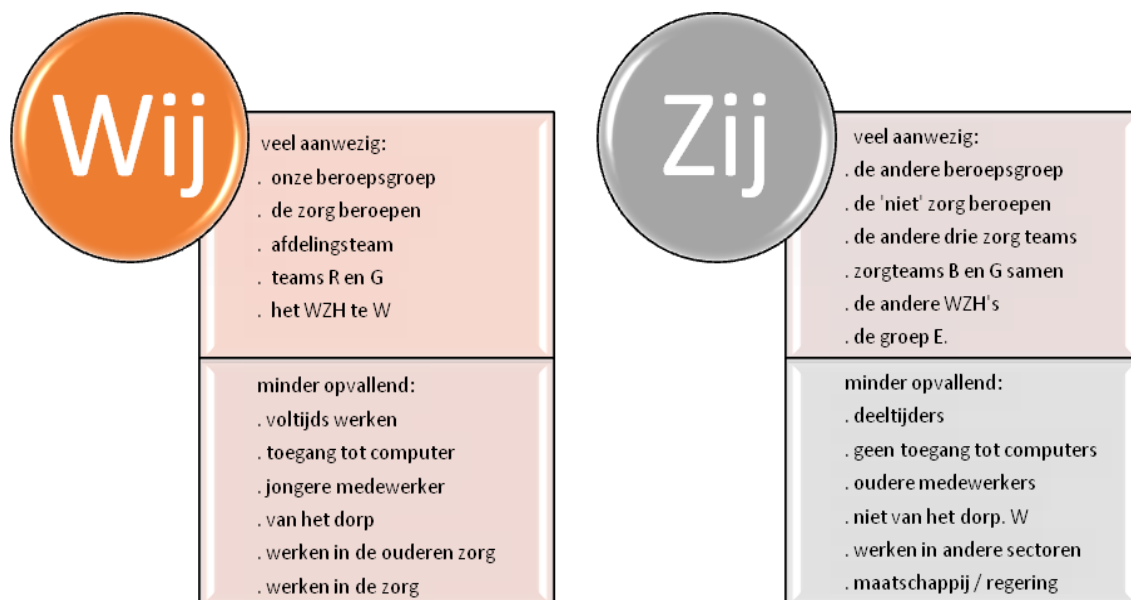 Wij
veel aanwezig:
. onze beroepsgroep
. de zorg beroepen
. afdelingsteam
. teams R en G
. het WZH te W
minder opvallend:
. voltijds werken
. toegang tot computer
. jongere medewerker
. van het dorp
. werken in de ouderen zorg
. werken in de zorg
Zij
veel aanwezig:
. de andere beroepsgroep
. de 'niet' zorg beroepen
. de andere drie zorg teams
. zorgteams B en G samen
. de andere WZH's
. de groep E.
minder opvallend:
. deeltijders
. geen toegang tot computers
. oudere medewerkers
. niet van het dorp. W
. werken in andere sectoren
. maatschappij / regering